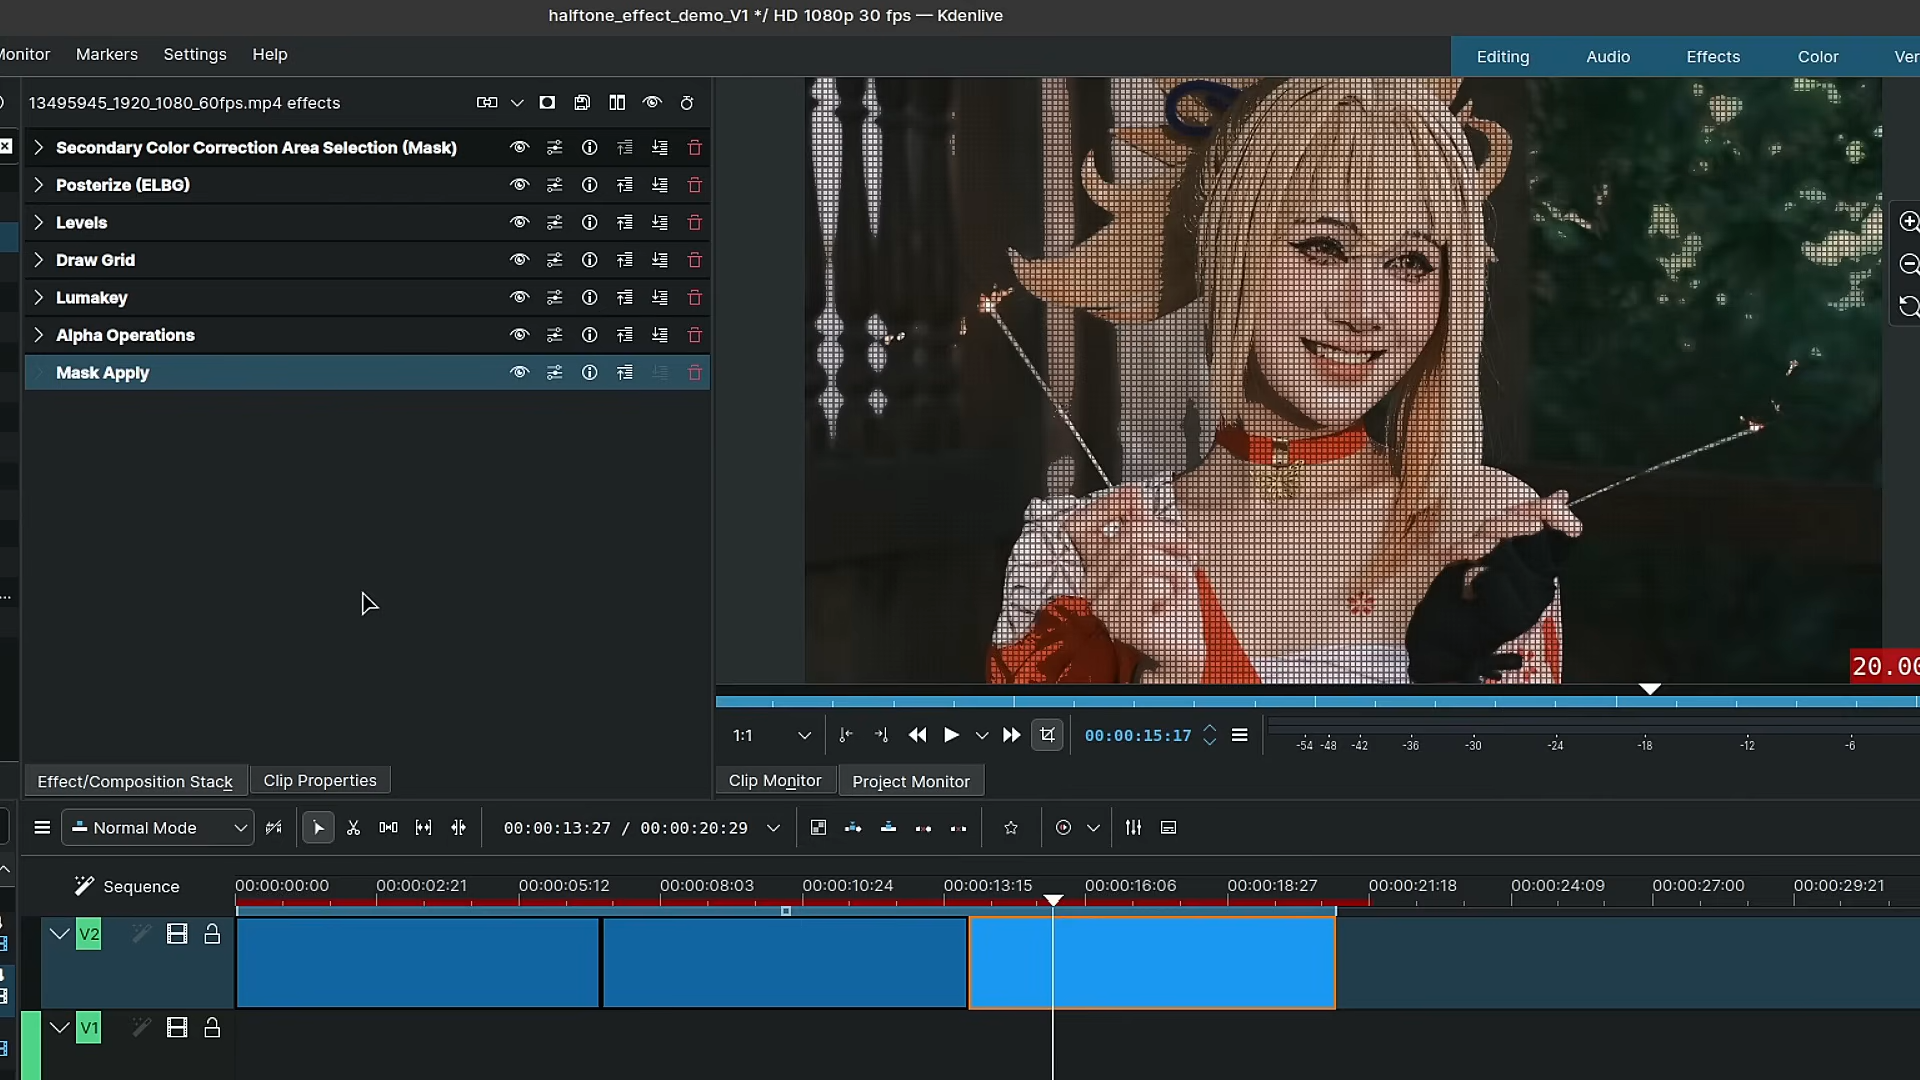 halftone_effect_demo_V1 */ HD 1080p 30 fps — Kdenlive
Monitor Markers Settings Help
Editing Audio Effects Color
13495945_1920_1080_60fps.mp4 effects
Secondary Color Correction Area Selection (Mask)
Posterize (ELBG)
Levels
Draw Grid
Lumakey
Alpha Operations
Mask Apply
20.00
1:1
00:00:15:17
-54 -48 -42 -36 -30 -24 -18 -12 -6
Effect/Composition Stack Clip Properties
Clip Monitor Project Monitor
Normal Mode
00:00:13:27 / 00:00:20:29
Sequence
00:00:00:00 00:00:02:21 00:00:05:12 00:00:08:03 00:00:10:24 00:00:13:15 00:00:16:06 00:00:18:27 00:00:21:18 00:00:24:09 00:00:27:00 00:00:29:21
V2
V1